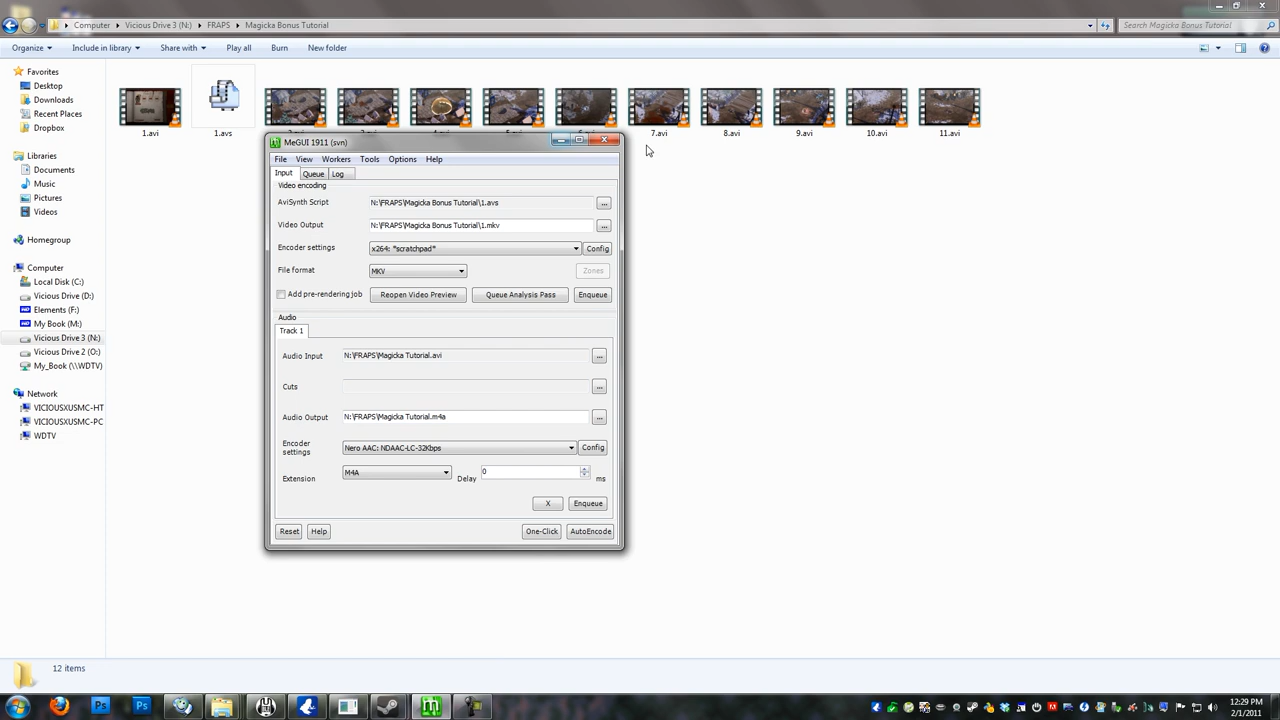 Computer ▸ Vicious Drive 3 (N:) ▸ FRAPS ▸ Magicka Bonus Tutorial
Search Magicka Bonus Tutorial
Organize Include in library Share with Play all Burn New folder
Favorites
Desktop
Downloads
Recent Places
Dropbox
Libraries
Documents
Music
Pictures
Videos
Homegroup
Computer
Local Disk (C:)
Vicious Drive (D:)
Elements (F:)
My Book (M:)
Vicious Drive 3 (N:)
Vicious Drive 2 (O:)
My_Book (\\WDTV)
Network
VICIOUSXUSMC-HT
VICIOUSXUSMC-PC
WDTV
1.avi 1.avs 7.avi 8.avi 9.avi 10.avi 11.avi
MeGUI 1911 (svn)
File View Workers Tools Options Help
Input Queue Log
Video encoding
AviSynth Script N:\FRAPS\Magicka Bonus Tutorial\1.avs ...
Video Output N:\FRAPS\Magicka Bonus Tutorial\1.mkv ...
Encoder settings x264: *scratchpad* Config
File format MKV Zones
Add pre-rendering job Reopen Video Preview Queue Analysis Pass Enqueue
Audio
Track 1
Audio Input N:\FRAPS\Magicka Tutorial.avi ...
Cuts ...
Audio Output N:\FRAPS\Magicka Tutorial.m4a ...
Encoder
settings Nero AAC: NDAAC-LC-32Kbps Config
Extension M4A Delay 0 ms
X Enqueue
Reset Help One-Click AutoEncode
12 items
12:29 PM
2/1/2011